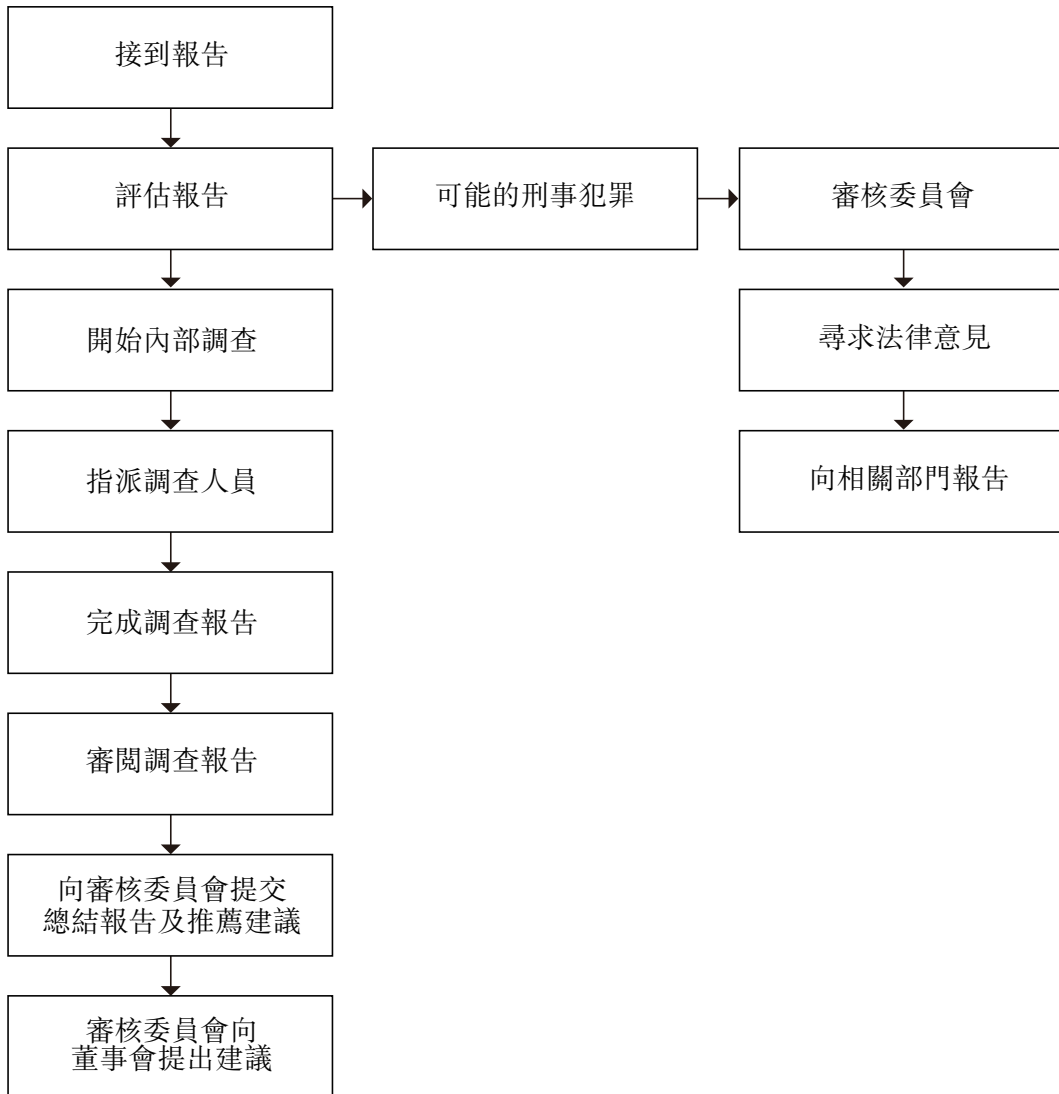 接到報告
評估報告
可能的刑事犯罪
審核委員會
開始內部調查
尋求法律意見
指派調查人員
向相關部門報告
完成調查報告
審閱調查報告
向審核委員會提交
總結報告及推薦建議
審核委員會向
董事會提出建議